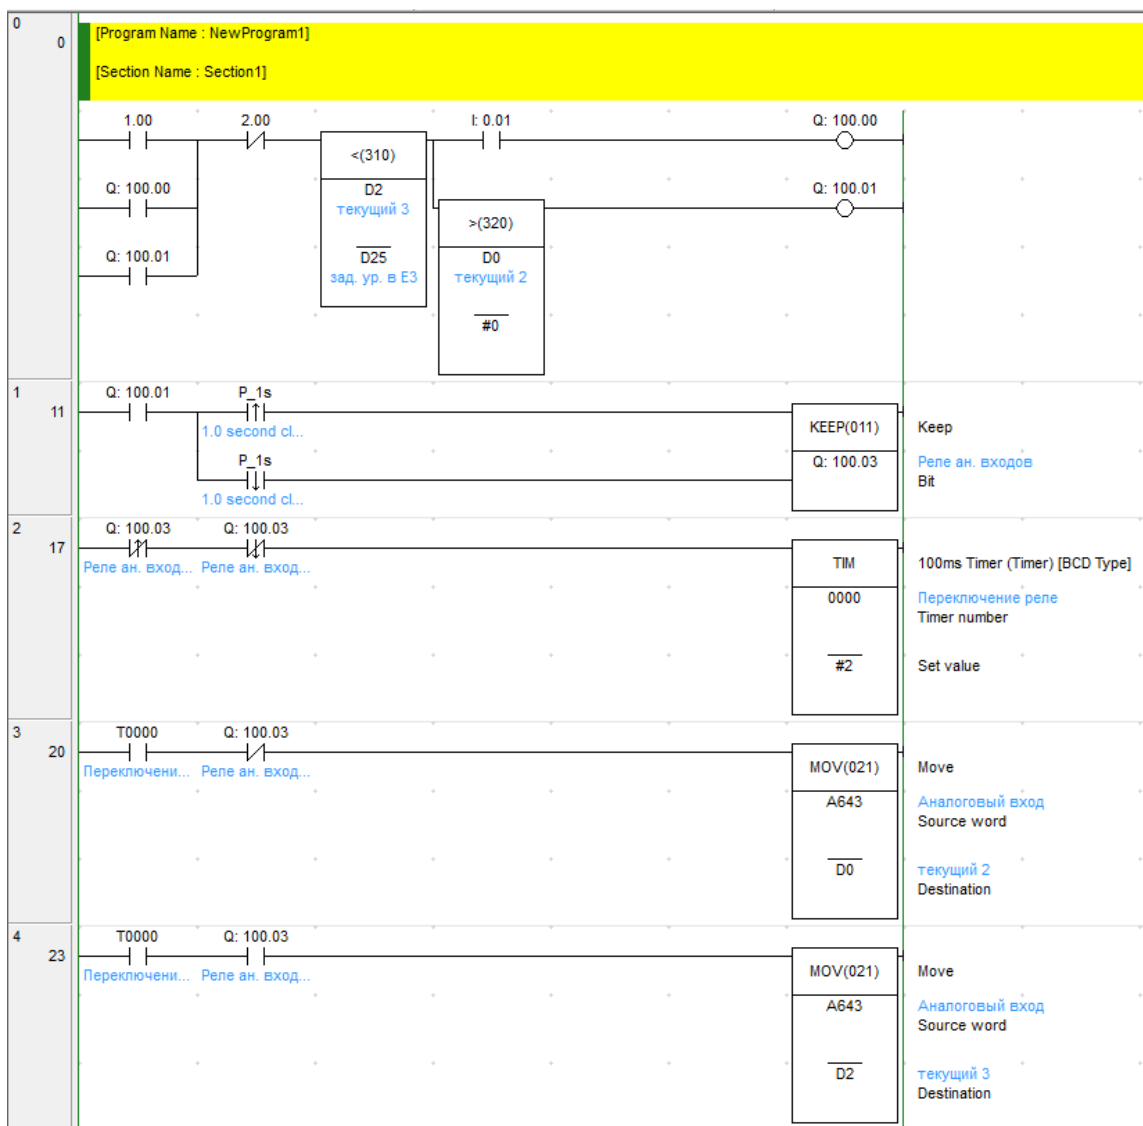 0
0
[Program Name : NewProgram1]
[Section Name : Section1]
1.00
2.00
I: 0.01
Q: 100.00
<(310)
Q: 100.00
D2
Q: 100.01
текущий 3
>(320)
Q: 100.01
D25
D0
зад. ур. в E3
текущий 2
#0
1
Q: 100.01
P_1s
11
KEEP(011)
Keep
1.0 second cl...
P_1s
Q: 100.03
Реле ан. входов
Bit
1.0 second cl...
2
Q: 100.03
Q: 100.03
17
TIM
100ms Timer (Timer) [BCD Type]
Реле ан. вход...
Реле ан. вход...
0000
Переключение реле
Timer number
#2
Set value
3
T0000
Q: 100.03
20
MOV(021)
Move
Переключени...
Реле ан. вход...
A643
Аналоговый вход
Source word
D0
текущий 2
Destination
4
T0000
Q: 100.03
23
MOV(021)
Move
Переключени...
Реле ан. вход...
A643
Аналоговый вход
Source word
D2
текущий 3
Destination